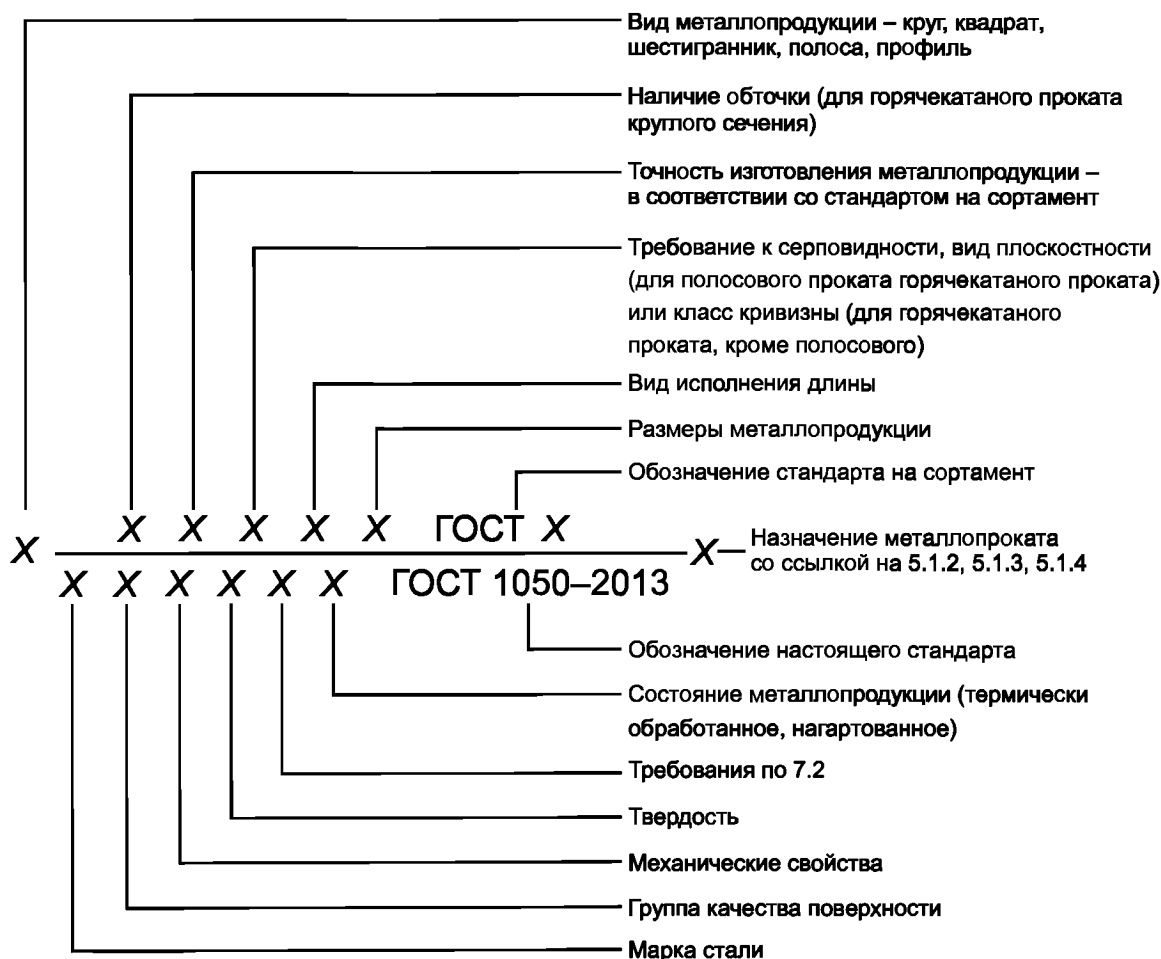 Вид металлопродукции – круг, квадрат,
шестигранник, полоса, профиль
Наличие обточки (для горячекатаного проката
круглого сечения)
Точность изготовления металлопродукции –
в соответствии со стандартом на сортамент
Требование к серповидности, вид плоскостности
(для полосового проката горячекатаного проката)
или класс кривизны (для горячекатаного
проката, кроме полосового)
Вид исполнения длины
Размеры металлопродукции
Обозначение стандарта на сортамент
X X X X X ГОСТ X
X
X X X X X X ГОСТ 1050–2013
X
Назначение металлопроката
со ссылкой на 5.1.2, 5.1.3, 5.1.4
Обозначение настоящего стандарта
Состояние металлопродукции (термически
обработанное, нагартованное)
Требования по 7.2
Твердость
Механические свойства
Группа качества поверхности
Марка стали